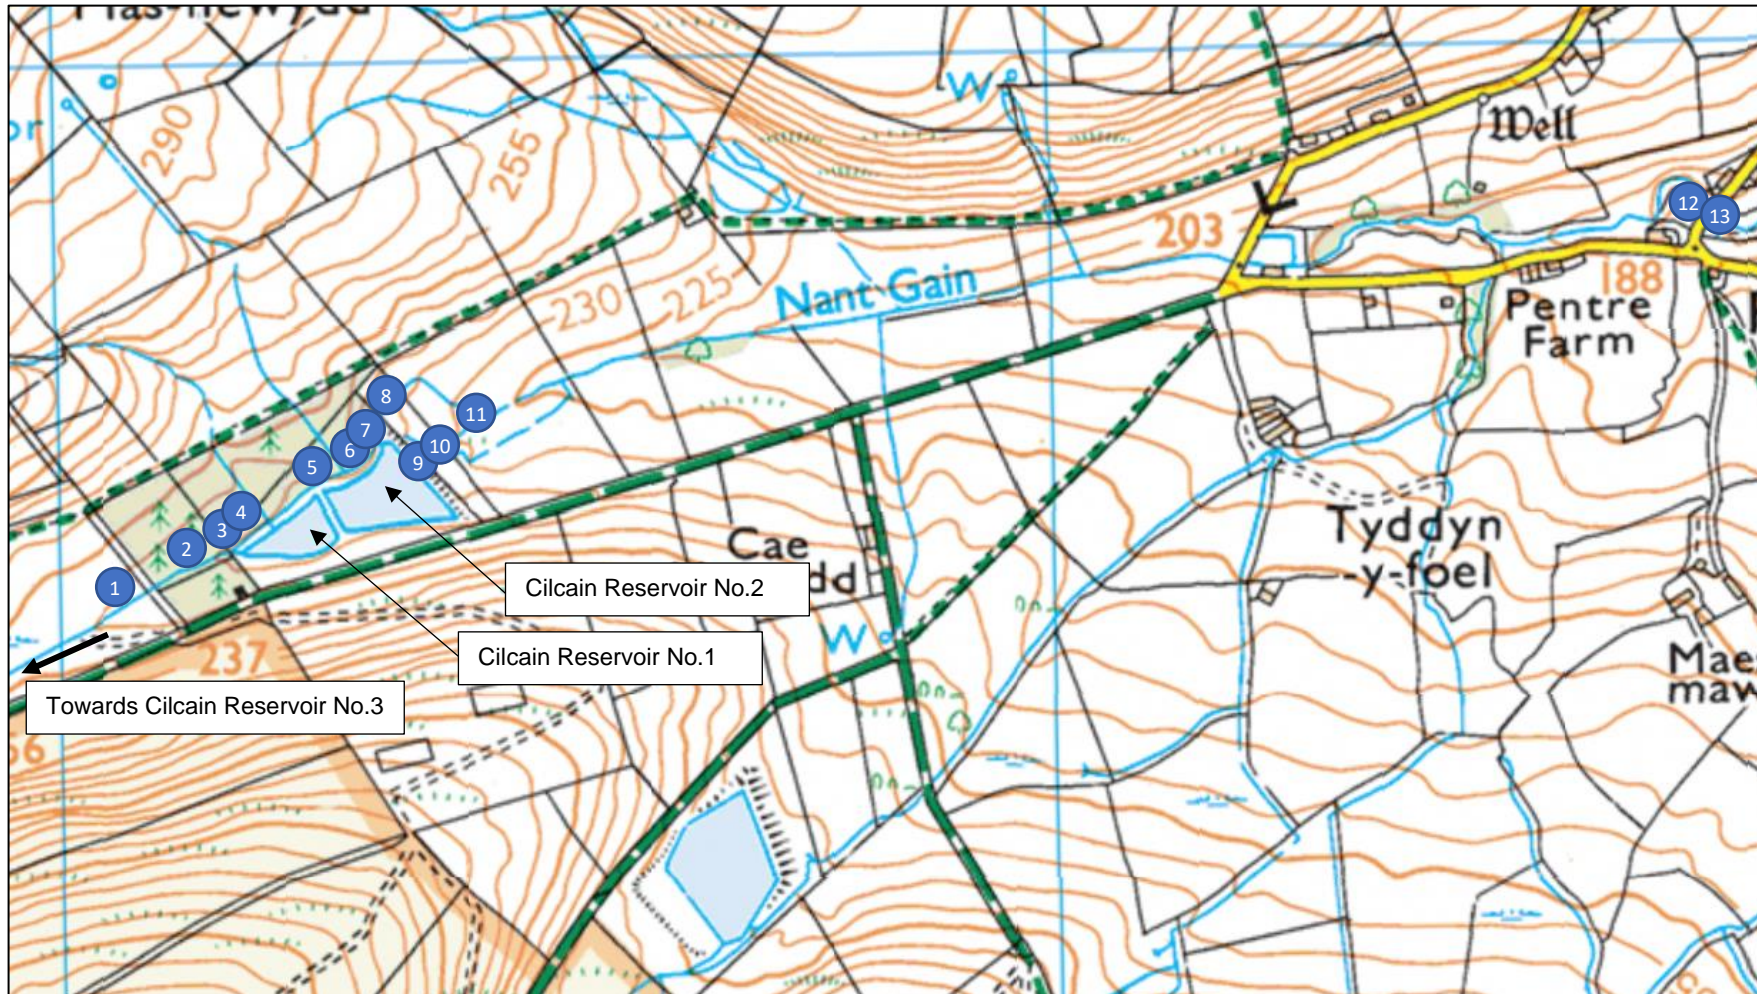 290
255
W
Well
203
12
13
Nant Gain
230
225
188
Pentre
Farm
8
11
7
10
6
9
5
4
3
2
1
Cae
Tyddyn
-y-foel
Cilcain Reservoir No.2
W
Cilcain Reservoir No.1
237
Towards Cilcain Reservoir No.3